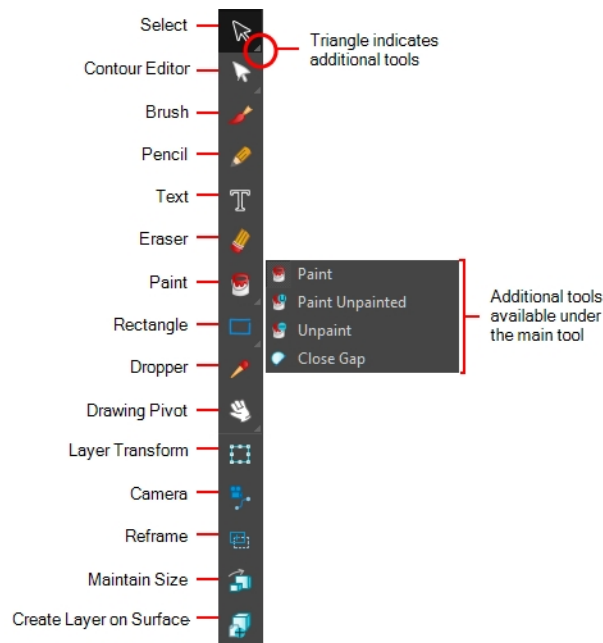 Select
Triangle indicates
additional tools
Contour Editor
Brush
Pencil
Text
Eraser
Paint
Paint
Paint Unpainted
Unpaint
Close Gap
Additional tools
available under
the main tool
Rectangle
Dropper
Drawing Pivot
Layer Transform
Camera
Reframe
Maintain Size
Create Layer on Surface